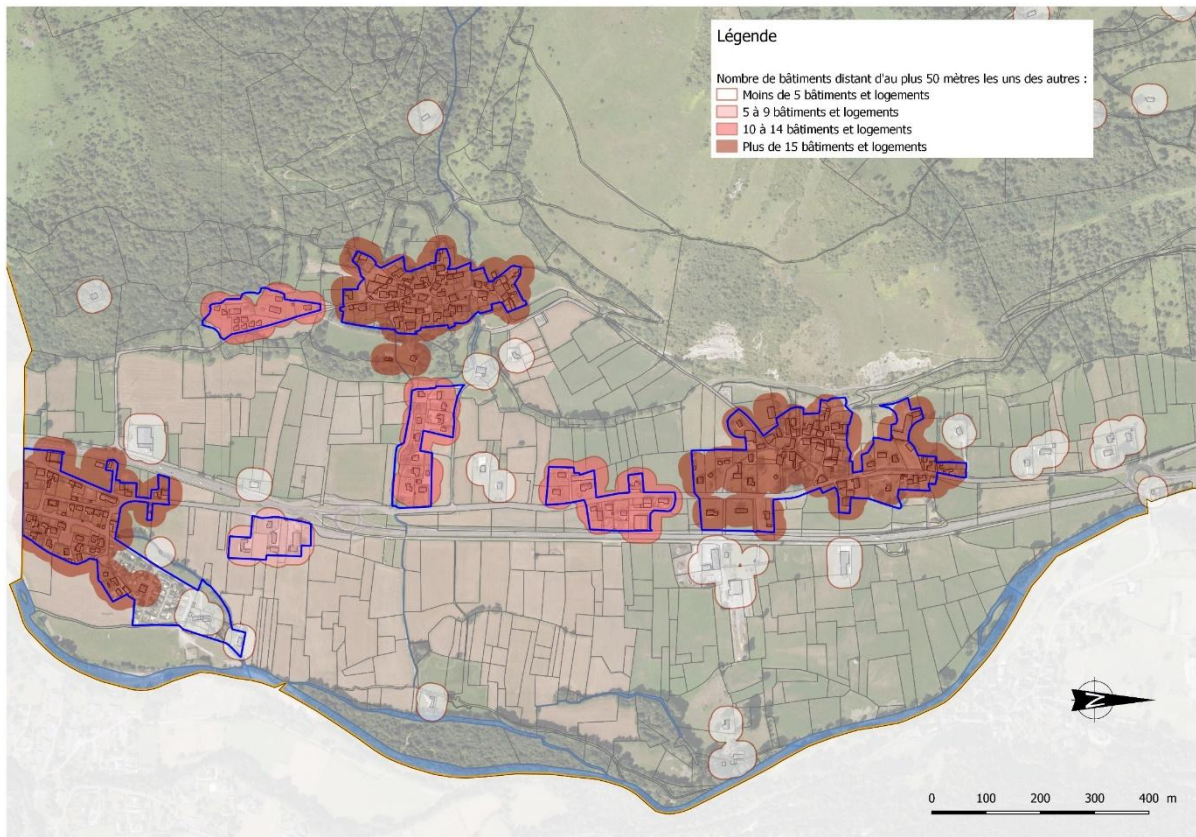 Légende
Nombre de bâtiments distant d'au plus 50 mètres les uns des autres :
Moins de 5 bâtiments et logements
5 à 9 bâtiments et logements
10 à 14 bâtiments et logements
Plus de 15 bâtiments et logements
N
0 100 200 300 400 m